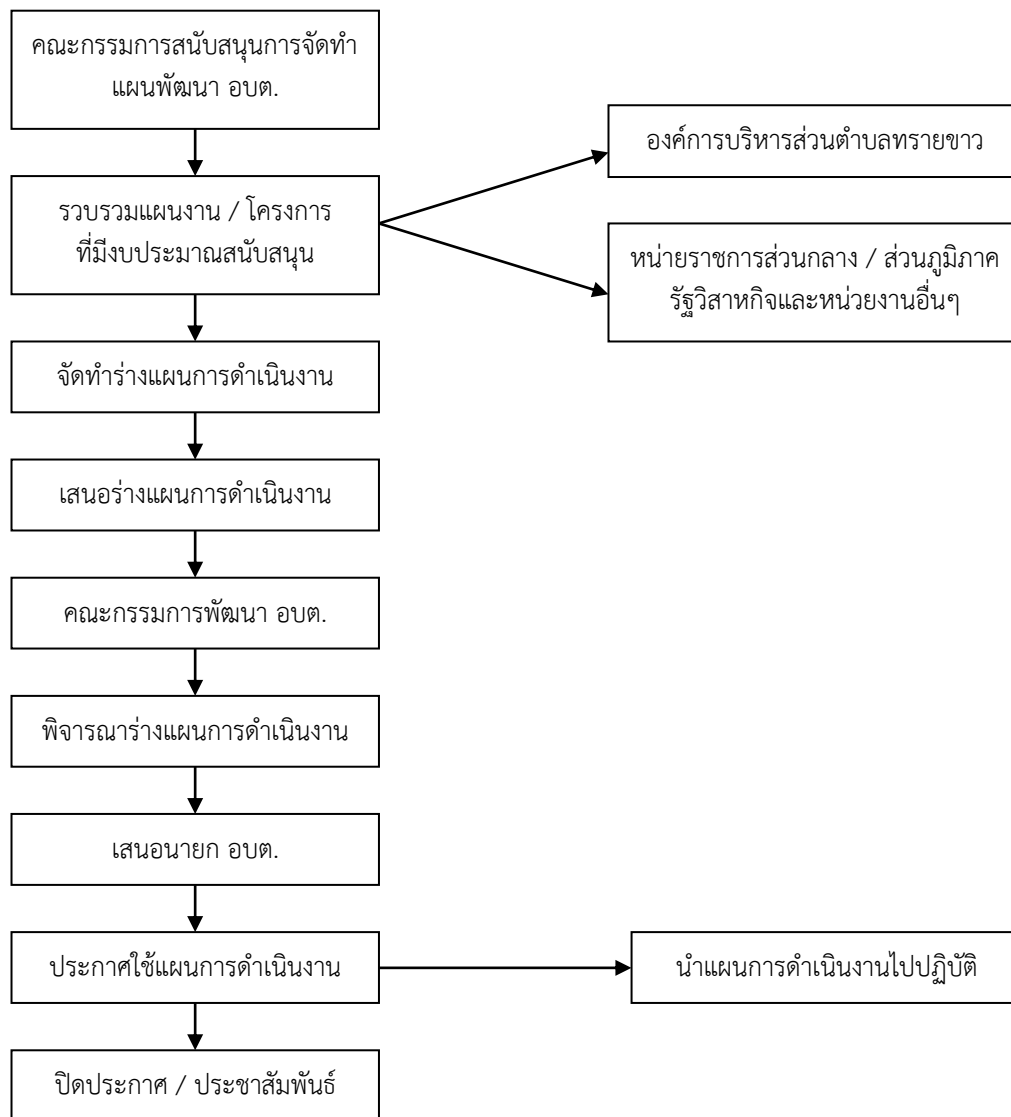 คณะกรรมการสนับสนุนการจัดทำ
แผนพัฒนา อบต.
องค์การบริหารส่วนตำบลทรายขาว
รวบรวมแผนงาน / โครงการ
ที่มีงบประมาณสนับสนุน
หน่ายราชการส่วนกลาง / ส่วนภูมิภาค
รัฐวิสาหกิจและหน่วยงานอื่นๆ
จัดทำร่างแผนการดำเนินงาน
เสนอร่างแผนการดำเนินงาน
คณะกรรมการพัฒนา อบต.
พิจารณาร่างแผนการดำเนินงาน
เสนอนายก อบต.
ประกาศใช้แผนการดำเนินงาน
นำแผนการดำเนินงานไปปฏิบัติ
ปิดประกาศ / ประชาสัมพันธ์